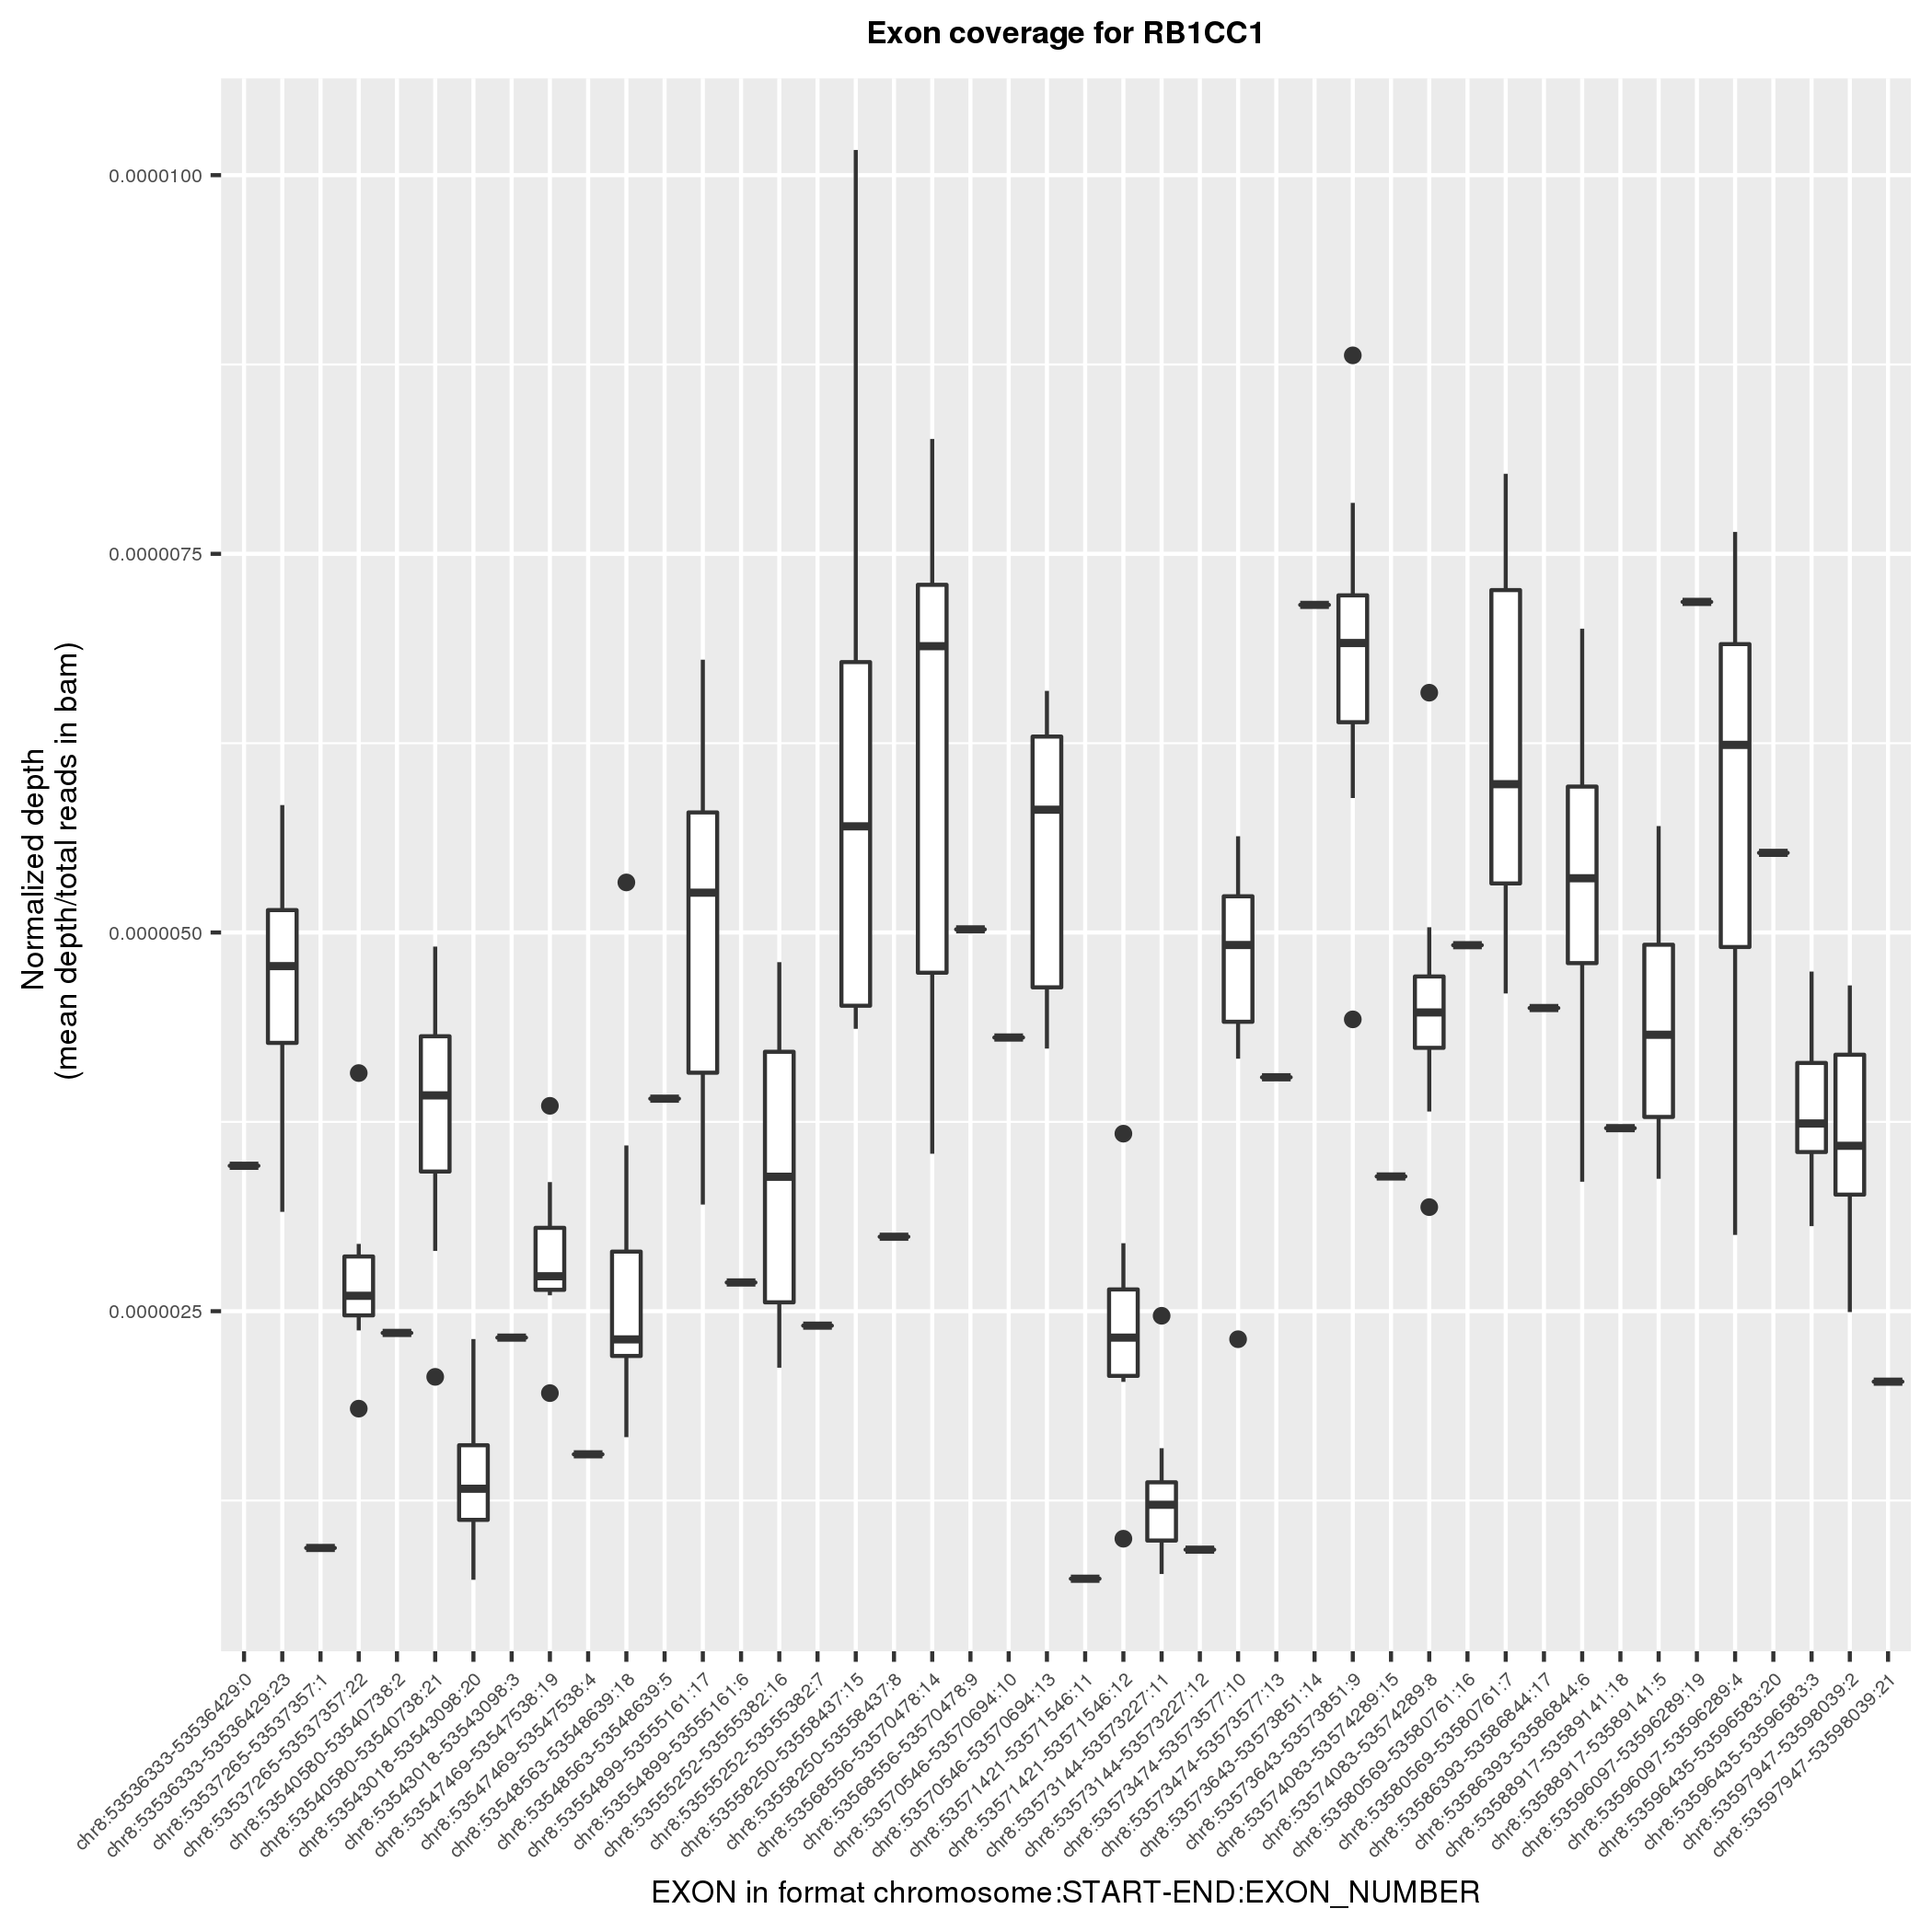 Exon coverage for RB1CC1
0.0000100
0.0000075
0.0000050
0.0000025
Normalized depth
(mean depth/total reads in bam)
chr8:53536333-53536429:0
chr8:53536333-53536429:23
chr8:53537265-53537357:1
chr8:53537265-53537357:22
chr8:53540580-53540738:2
chr8:53540580-53540738:21
chr8:53543018-53543098:20
chr8:53543018-53543098:3
chr8:53547469-53547538:19
chr8:53547469-53547538:4
chr8:53548563-53548639:18
chr8:53548563-53548639:5
chr8:53554899-53555161:17
chr8:53554899-53555161:6
chr8:53555252-53555382:16
chr8:53555252-53555382:7
chr8:53558250-53558437:15
chr8:53558250-53558437:8
chr8:53568556-53570478:14
chr8:53568556-53570478:9
chr8:53570546-53570694:10
chr8:53570546-53570694:13
chr8:53571421-53571546:11
chr8:53571421-53571546:12
chr8:53573144-53573227:11
chr8:53573144-53573227:12
chr8:53573474-53573577:10
chr8:53573474-53573577:13
chr8:53573643-53573851:14
chr8:53573643-53573851:9
chr8:53574083-53574289:15
chr8:53574083-53574289:8
chr8:53580569-53580761:16
chr8:53580569-53580761:7
chr8:53586393-53586844:17
chr8:53586393-53586844:6
chr8:53588917-53589141:18
chr8:53588917-53589141:5
chr8:53596097-53596289:19
chr8:53596097-53596289:4
chr8:53596435-53596583:20
chr8:53596435-53596583:3
chr8:53597947-53598039:2
chr8:53597947-53598039:21
EXON in format chromosome:START-END:EXON_NUMBER